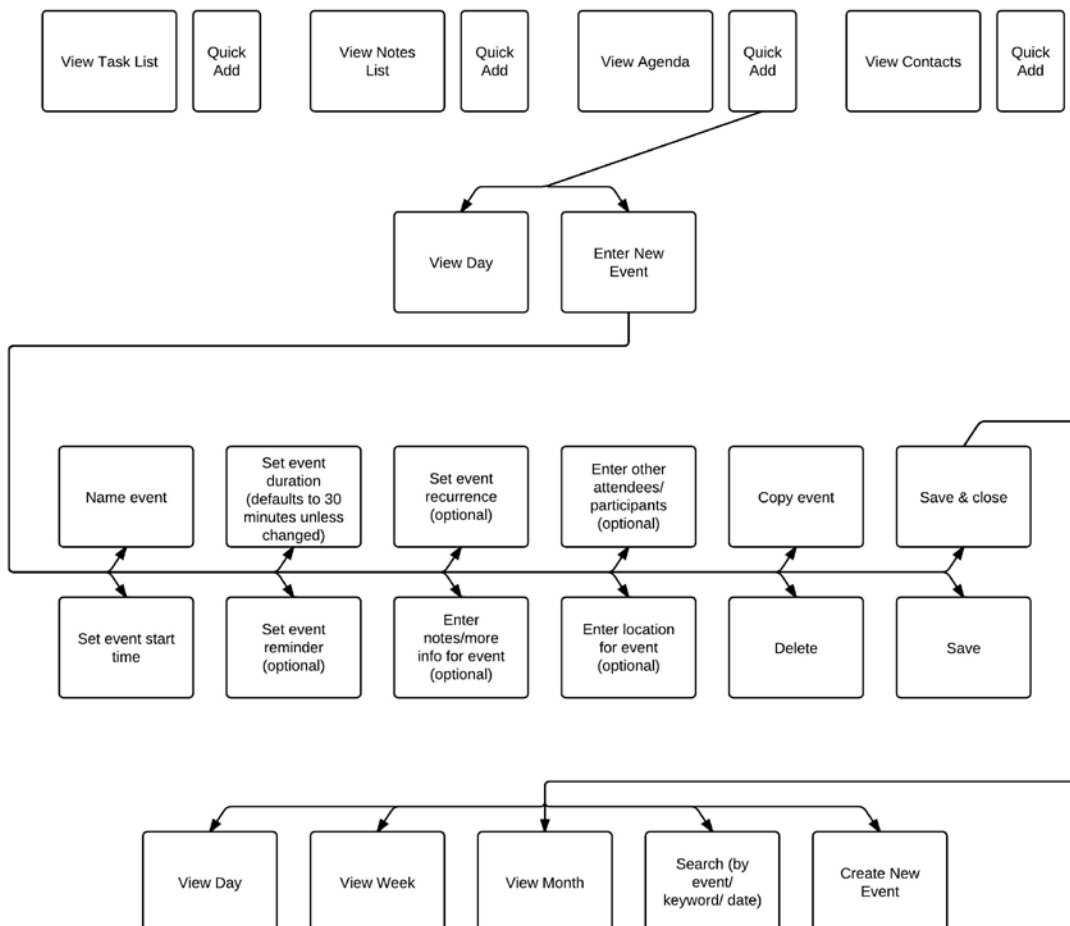 View Task List
Quick
Add
View Notes
List
Quick
Add
View Agenda
Quick
Add
View Contacts
Quick
Add
View Day
Enter New
Event
Name event
Set event
duration
(defaults to 30
minutes unless
changed)
Set event
recurrence
(optional)
Enter other
attendees/
participants
(optional)
Copy event
Save & close
Set event start
time
Set event
reminder
(optional)
Enter
notes/more
info for event
(optional)
Enter location
for event
(optional)
Delete
Save
View Day
View Week
View Month
Search (by
event/
keyword/ date)
Create New
Event